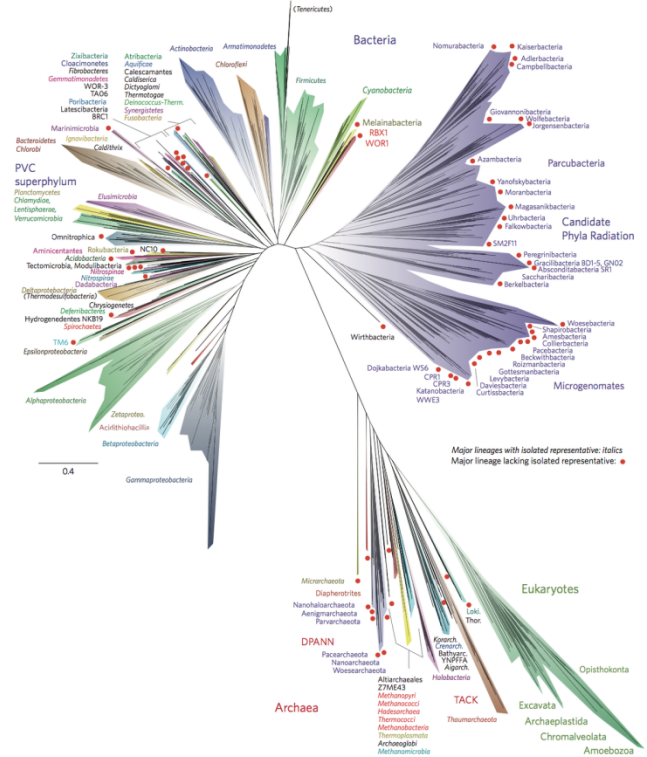 (Tenericutes)
Bacteria
Zixibacteria
Cloacimonetes
Fibrobacteres
Gemmatimonadetes
WOR-3
TA06
Poribacteria
Latescibacteria
BRC1
Atribacteria
Aquificae
Calescamantes
Caldiserica
Dictyoglomi
Thermotogae
Deinococcus-Therm.
Synergistetes
Fusobacteria
Actinobacteria
Armatimonadetes
Chloroflexi
Firmicutes
Cyanobacteria
Melainabacteria
RBX1
WOR1
Nomurabacteria
Kaiserbacteria
Adlerbacteria
Campbellbacteria
Giovannonibacteria
Wolfebacteria
Jorgensenbacteria
Azambacteria
Parcubacteria
Yanofskybacteria
Moranbacteria
Magasanikbacteria
Uhrbacteria
Falkowbacteria
Candidate
Phyla Radiation
SM2F11
Peregrinibacteria
Gracilibacteria BD1-5, GN02
Absconditabacteria SR1
Saccharibacteria
Berkelbacteria
Marinimicrobia
Bacteroidetes
Chlorobi
Ignavibacteria
Caldithrix
PVC
superphylum
Planctomycetes
Chlamydiae,
Lentisphaerae,
Verrucomicrobia
Elusimicrobia
Omnitrophica
Aminicentantes
Rokubacteria
NC10
Acidobacteria
Tectomicrobia, Modulibacteria
Nitrospinae
Nitrospirae
Dadabacteria
Deltaproteobacteria
(Thermodesulfobacteria)
Chrysiogenetes
Deferribacteres
Hydrogenedentes NKB19
Spirochaetes
TM6
Epsilonproteobacteria
Alphaproteobacteria
Zetaproteo.
Acidithiobacillia
Betaproteobacteria
Gammaproteobacteria
0.4
Wirthbacteria
Woesebacteria
Shapirobacteria
Amesbacteria
Collierbacteria
Pacebacteria
Beckwithbacteria
Roizmanbacteria
Gottesmanbacteria
Levybacteria
Daviesbacteria
Curtissbacteria
Dojkabacteria WS6
CPR1
CPR3
Katanobacteria
WWE3
Microgenomates
Major lineages with isolated representative: italics
Major lineage lacking isolated representative:
Micrarchaeota
Diapherotrites
Nanohaloarchaeota
Aenigmarchaeota
Parvarchaeota
DPANN
Pacearchaeota
Nanoarchaeota
Woesearchaeota
Archaea
Altiarchaeales
Z7ME43
Methanopyri
Methanococci
Hadesarchaea
Thermococci
Methanobacteria
Thermoplasmata
Archaeoglobi
Methanomicrobia
Halobacteria
Korarch.
Crenarch.
Bathyarc.
YNPFFA
Aigarch.
Loki.
Thor.
TACK
Thaumarchaeota
Eukaryotes
Opisthokonta
Excavata
Archaeplastida
Chromalveolata
Amoebozoa